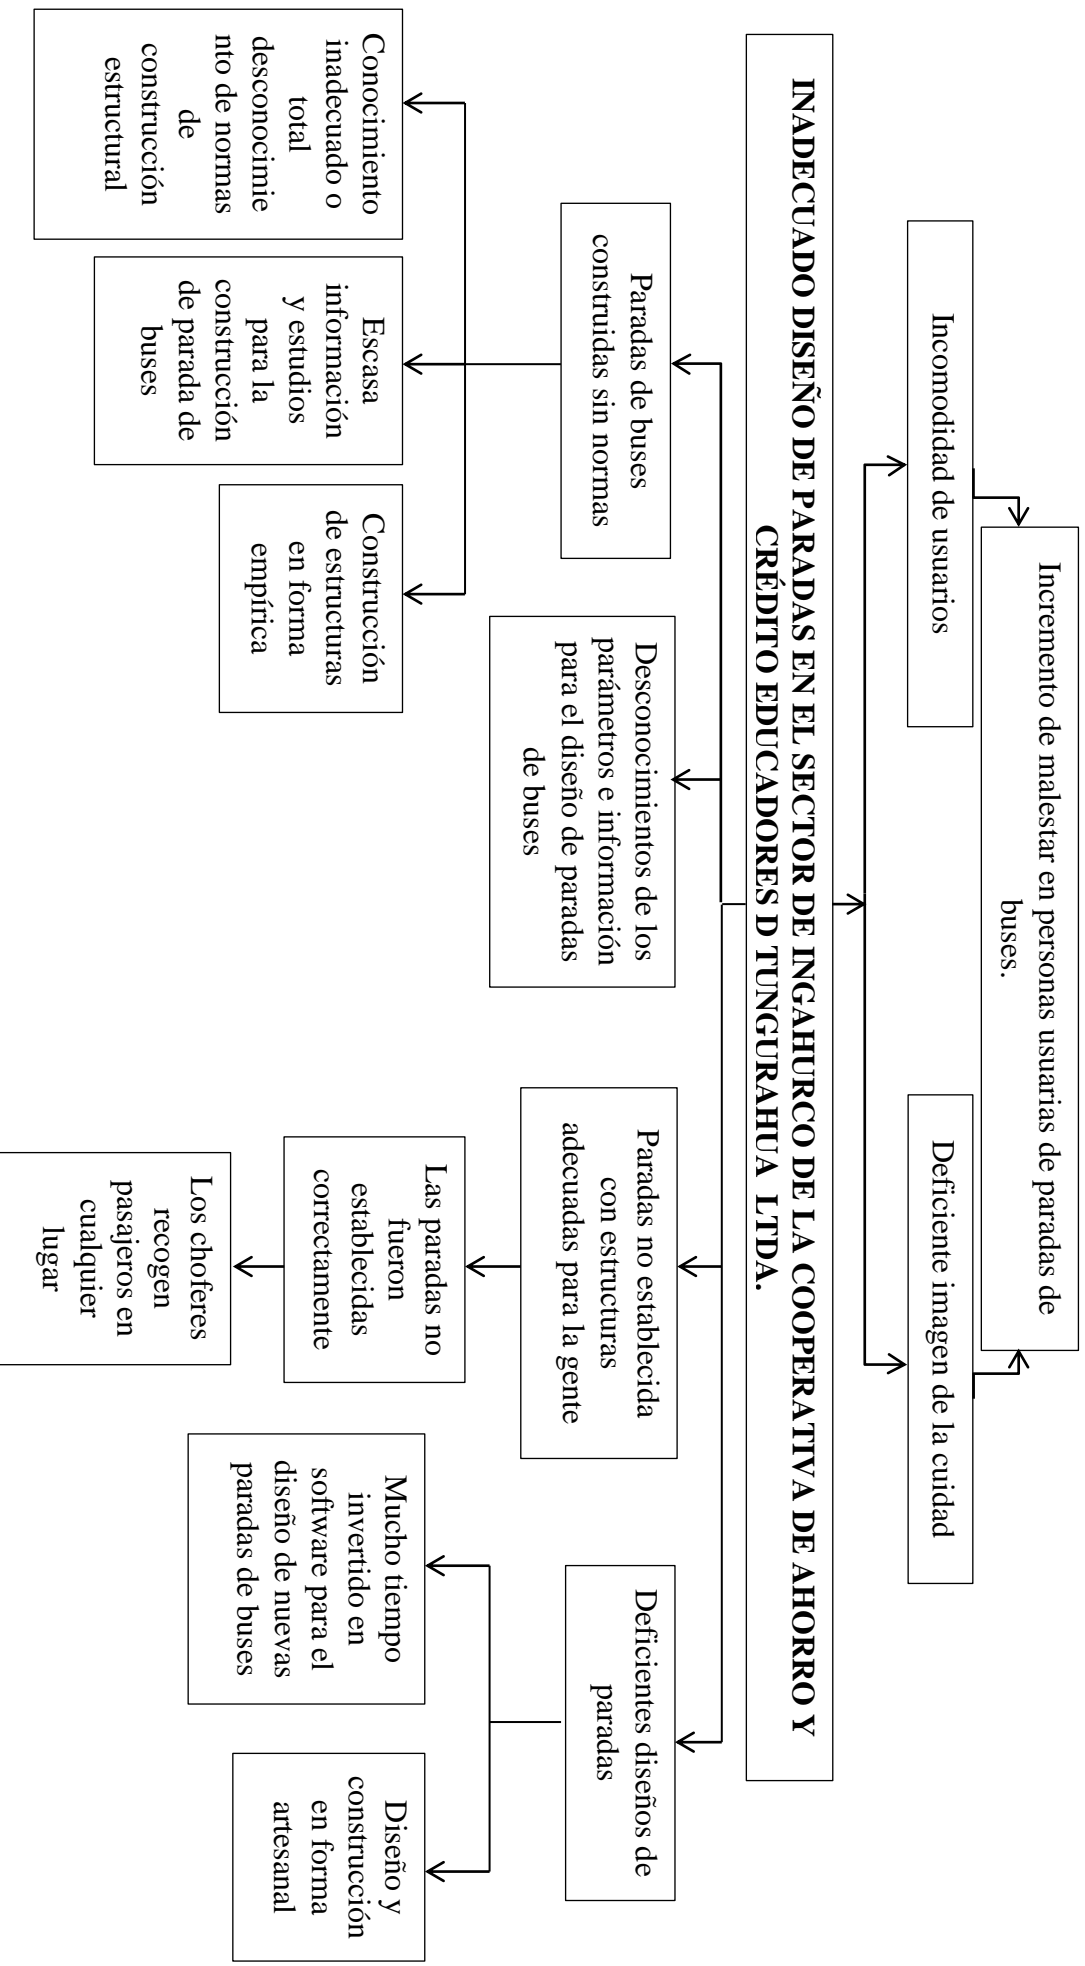 Incremento de malestar en personas usuarias de paradas de
buses.
Incomodidad de usuarios
Deficiente imagen de la cuidad
INADECUADO DISEÑO DE PARADAS EN EL SECTOR DE INGAHURCO DE LA COOPERATIVA DE AHORRO Y
CRÉDITO EDUCADORES D TUNGURAHUA LTDA.
Paradas de buses
construidas sin normas
Desconocimientos de los
parámetros e información
para el diseño de paradas
de buses
Paradas no establecida
con estructuras
adecuadas para la gente
Deficientes diseños de
paradas
Conocimiento
inadecuado o
total
desconocimie
nto de normas
de
construcción
estructural
Escasa
información
y estudios
para la
construcción
de parada de
buses
Construcción
de estructuras
en forma
empírica
Las paradas no
fueron
establecidas
correctamente
Los choferes
recogen
pasajeros en
cualquier
lugar
Mucho tiempo
invertido en
software para el
diseño de nuevas
paradas de buses
Diseño y
construcción
en forma
artesanal